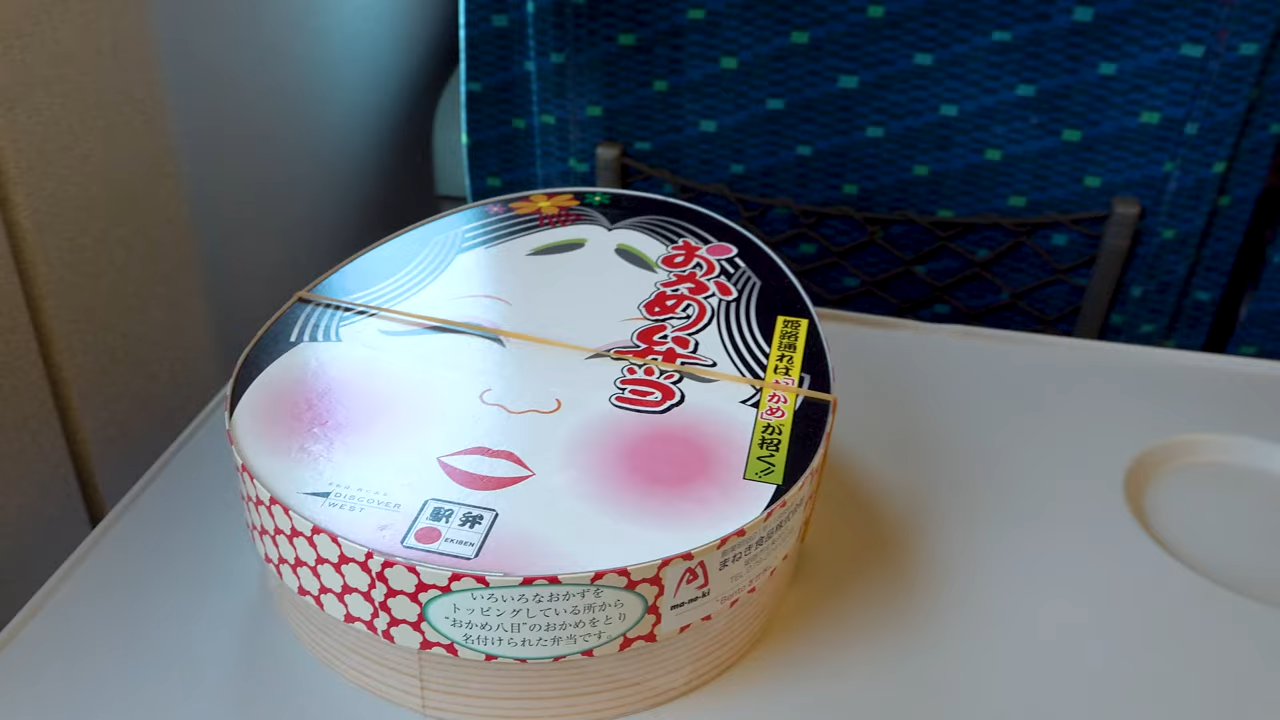 おかめ弁当
姫路通れば「おかめ」が招く!!
DISCOVER
WEST
駅弁
EKIBEN
いろいろなおかずを
トッピングしている所から
“おかめ八目”のおかめをとり
名付けられた弁当です。
ma-ne-ki
まねき食品株式会社